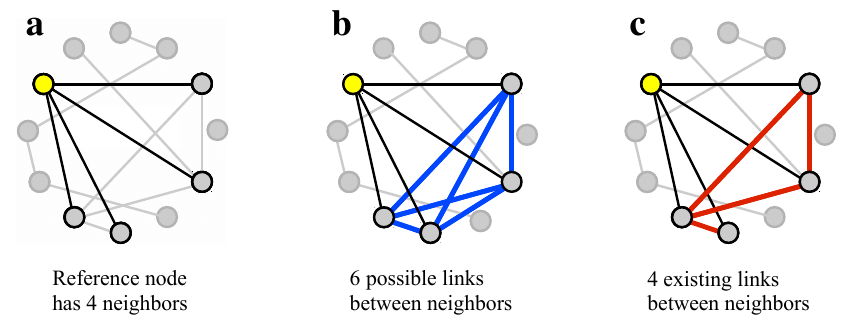 a
b
c
Reference node
has 4 neighbors
6 possible links
between neighbors
4 existing links
between neighbors